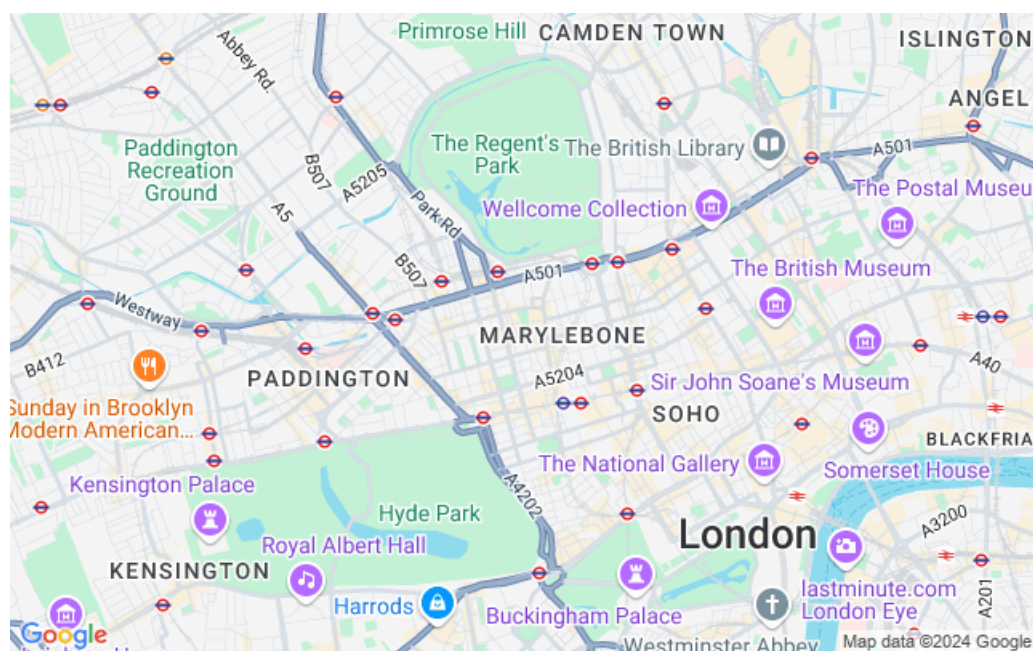 Primrose Hill
CAMDEN TOWN
ISLINGTON
Abbey Rd.
ANGEL
Paddington
Recreation
Ground
B507
A5205
The Regent's
Park
The British Library
A501
The Postal Museu
A5
Park Rd
Wellcome Collection
B507
A501
The British Museum
Westway
MARYLEBONE
B412
PADDINGTON
A5204
Sir John Soane's Museum
A40
Sunday in Brooklyn
Modern American...
SOHO
BLACKFRIA
The National Gallery
Somerset House
Kensington Palace
A4202
Hyde Park
A3200
London
Royal Albert Hall
KENSINGTON
Harrods
Buckingham Palace
lastminute.com
London Eye
A201
Westminster Abbey
Google
Map data ©2024 Google